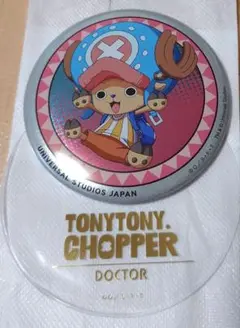 UNIVERSAL STUDIOS JAPAN
TONYTONY.
CHOPPER
DOCTOR